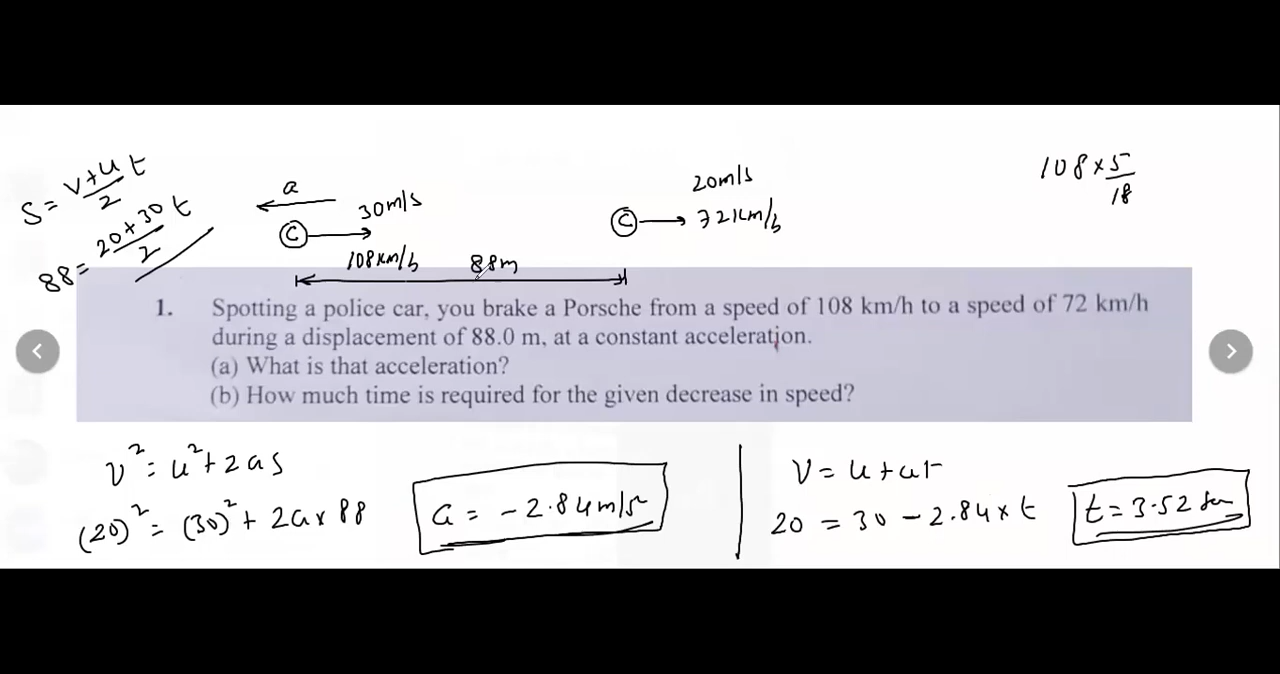 S = v+u/2 t
88 = 20+30/2 t
a
C
30m/s
108km/h
88m
C
20m/s
72km/h
108 × 5/18
1. Spotting a police car, you brake a Porsche from a speed of 108 km/h to a speed of 72 km/h
during a displacement of 88.0 m, at a constant acceleration.
(a) What is that acceleration?
(b) How much time is required for the given decrease in speed?
v² = u² + 2as
(20)² = (30)² + 2a × 88
a = -2.84 m/s²
V = u + at
20 = 30 - 2.84 × t
t = 3.52 sec